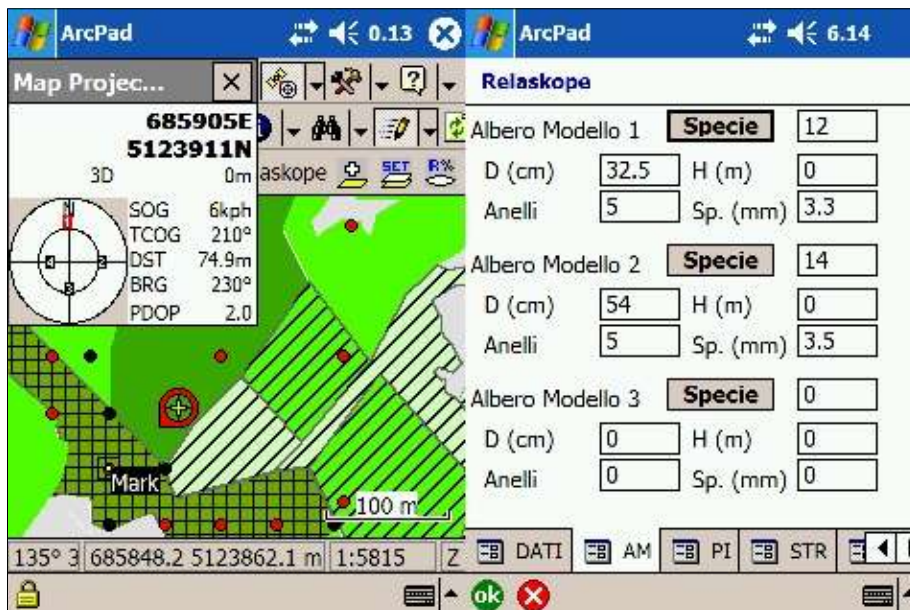 ArcPad 0.13
Map Projec...
685905E
5123911N
3D 0m
SOG 6kph
TCOG 210°
DST 74.9m
BRG 230°
PDOP 2.0
N
askope SET R%
Mark
100 m
135° 3 685848.2 5123862.1 m 1:5815 Z
ArcPad 6.14
Relaskope
Albero Modello 1 Specie 12
D (cm) 32.5 H (m) 0
Anelli 5 Sp. (mm) 3.3
Albero Modello 2 Specie 14
D (cm) 54 H (m) 0
Anelli 5 Sp. (mm) 3.5
Albero Modello 3 Specie 0
D (cm) 0 H (m) 0
Anelli 0 Sp. (mm) 0
DATI AM PI STR
ok